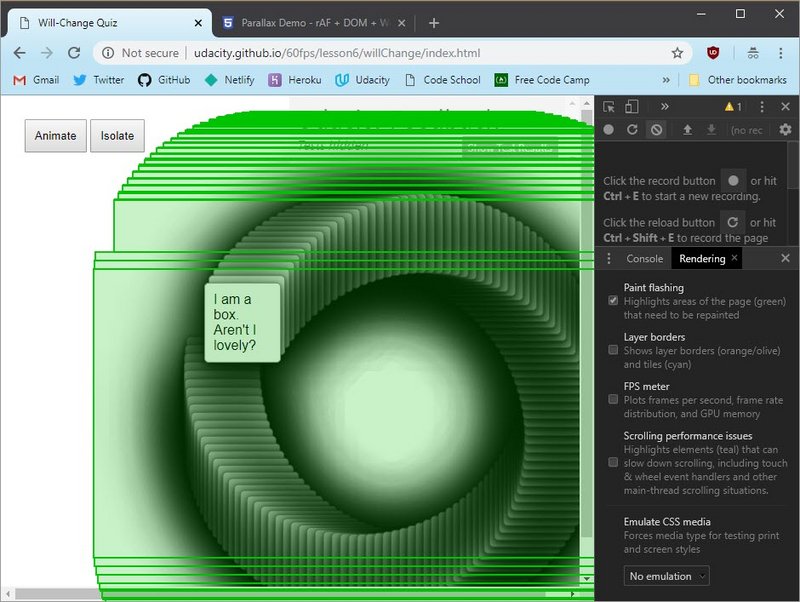 Will-Change Quiz
Parallax Demo - rAF + DOM + W
Not secure | udacity.github.io/60fps/lesson6/willChange/index.html
Gmail Twitter GitHub Netlify Heroku Udacity Code School Free Code Camp » Other bookmarks
Animate Isolate
Show Test Results
I am a
box.
Aren't I
lovely?
» 1
(no rec
Click the record button or hit
Ctrl + E to start a new recording.
Click the reload button or hit
Ctrl + Shift + E to record the page
Console Rendering
Paint flashing
Highlights areas of the page (green)
that need to be repainted
Layer borders
Shows layer borders (orange/olive)
and tiles (cyan)
FPS meter
Plots frames per second, frame rate
distribution, and GPU memory
Scrolling performance issues
Highlights elements (teal) that can
slow down scrolling, including touch
& wheel event handlers and other
main-thread scrolling situations.
Emulate CSS media
Forces media type for testing print
and screen styles
No emulation